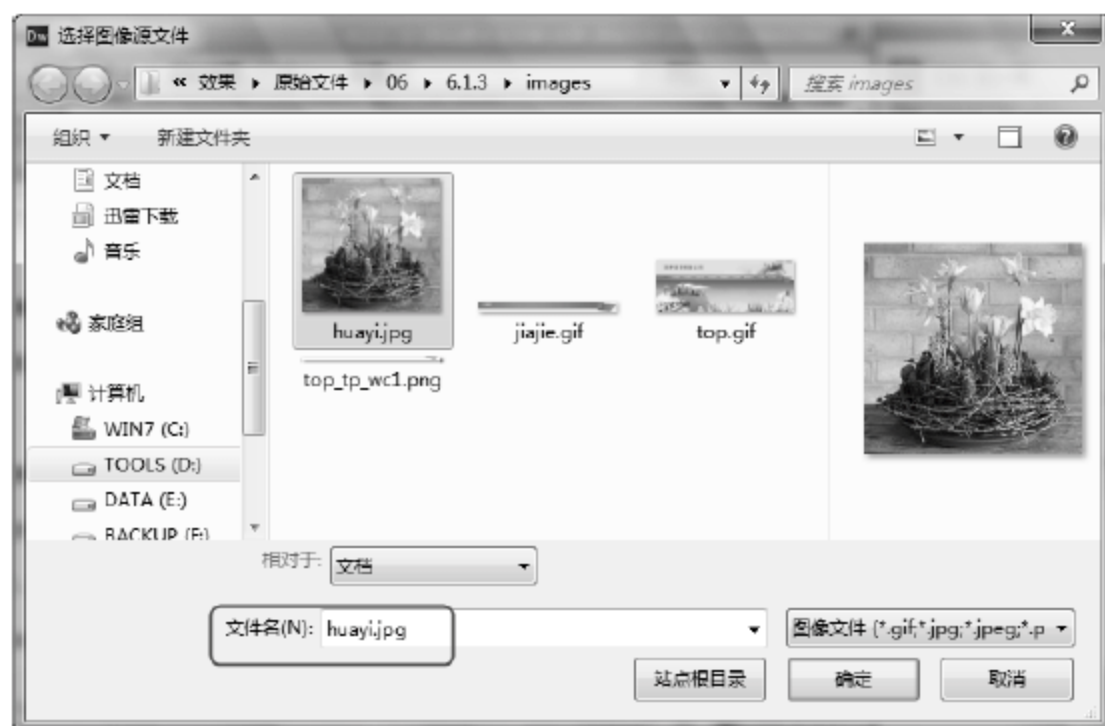 Dw 选择图像源文件
« 效果 ▸ 原始文件 ▸ 06 ▸ 6.1.3 ▸ images
搜索 images
组织 新建文件夹
文档
迅雷下载
音乐
家庭组
计算机
WIN7 (C:)
TOOLS (D:)
DATA (E:)
BACKUP (F:)
huayi.jpg
jiajie.gif
top.gif
top_tp_wc1.png
相对于: 文档
文件名(N): huayi.jpg
图像文件 (*.gif;*.jpg;*.jpeg;*.p
站点根目录 确定 取消